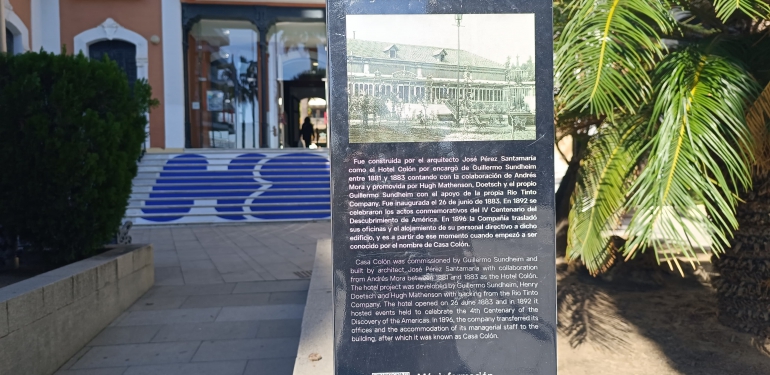 Fue construida por el arquitecto José Pérez Santamaría
como el Hotel Colón por encargo de Guillermo Sundheim
entre 1881 y 1883 contando con la colaboración de Andrés
Mora y promovida por Hugh Mathenson, Doetsch y el propio
Guillermo Sundheim con el apoyo de la propia Rio Tinto
Company. Fue inaugurada el 26 de junio de 1883. En 1892 se
celebraron los actos conmemorativos del IV Centenario del
Descubrimiento de América. En 1896 la Compañía trasladó
sus oficinas y el alojamiento de su personal directivo a dicho
edificio, y es a partir de ese momento cuando empezó a ser
conocido por el nombre de Casa Colón.
Casa Colón was commissioned by Guillermo Sundheim and
built by architect José Pérez Santamaría with collaboration
from Andrés Mora between 1881 and 1883 as the Hotel Colón.
The hotel project was developed by Guillermo Sundheim, Henry
Doetsch and Hugh Mathenson with backing from the Rio Tinto
Company. The hotel opened on 26 June 1883 and in 1892 it
hosted events held to celebrate the 4th Centenary of the
Discovery of the Americas. In 1896, the company transferred its
offices and the accommodation of its managerial staff to the
building, after which it was known as Casa Colón.
Más información